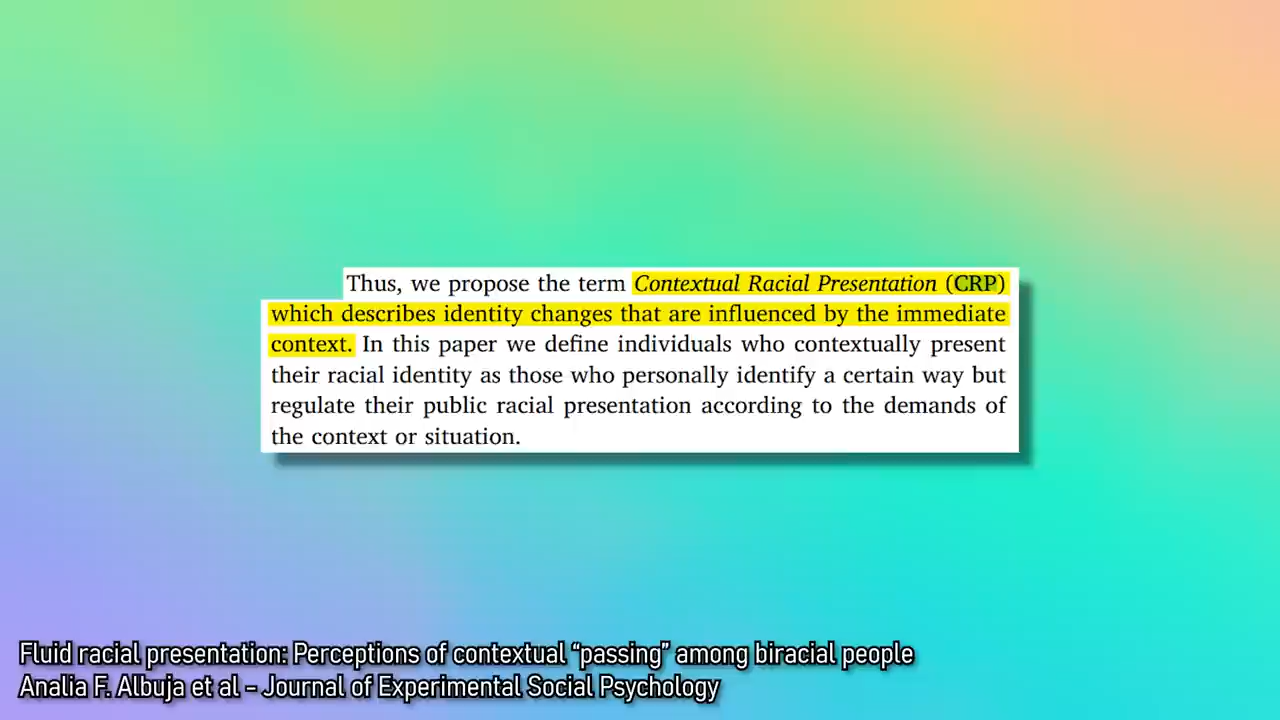 Thus, we propose the term Contextual Racial Presentation (CRP)
which describes identity changes that are influenced by the immediate
context. In this paper we define individuals who contextually present
their racial identity as those who personally identify a certain way but
regulate their public racial presentation according to the demands of
the context or situation.
Fluid racial presentation: Perceptions of contextual “passing” among biracial people
Analia F. Albuja et al - Journal of Experimental Social Psychology